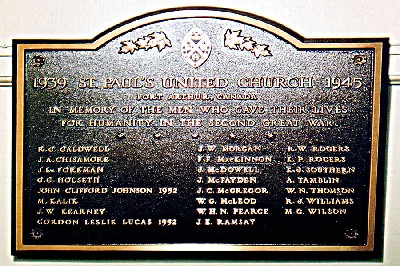 1939 ST. PAUL'S UNITED CHURCH 1945
PORT ARTHUR, CANADA
IN MEMORY OF THE MEN WHO GAVE THEIR LIVES
FOR HUMANITY IN THE SECOND GREAT WAR
K. C. CALDWELL
J. A. CHISAMORE
J. FOREMAN
HOLSETH
JOHN CLIFFORD JOHNSON 1952
M. KALIK
J. W. KEARNEY
GORDON LESLIE LUCAS 1952
J. W. MORGAN
F. F. MACKINNON
J. MCDOWELL
J. MCFAYDEN
J. C. MCGREGOR
W. G. MCLEOD
W. H. N. PEARCE
J. E. RAMSAY
R. W. ROGERS
E. P. ROGERS
SOUTHERN
A. TAMBLIN
W. N. THOMSON
R. J. WILLIAMS
M. G. WILSON